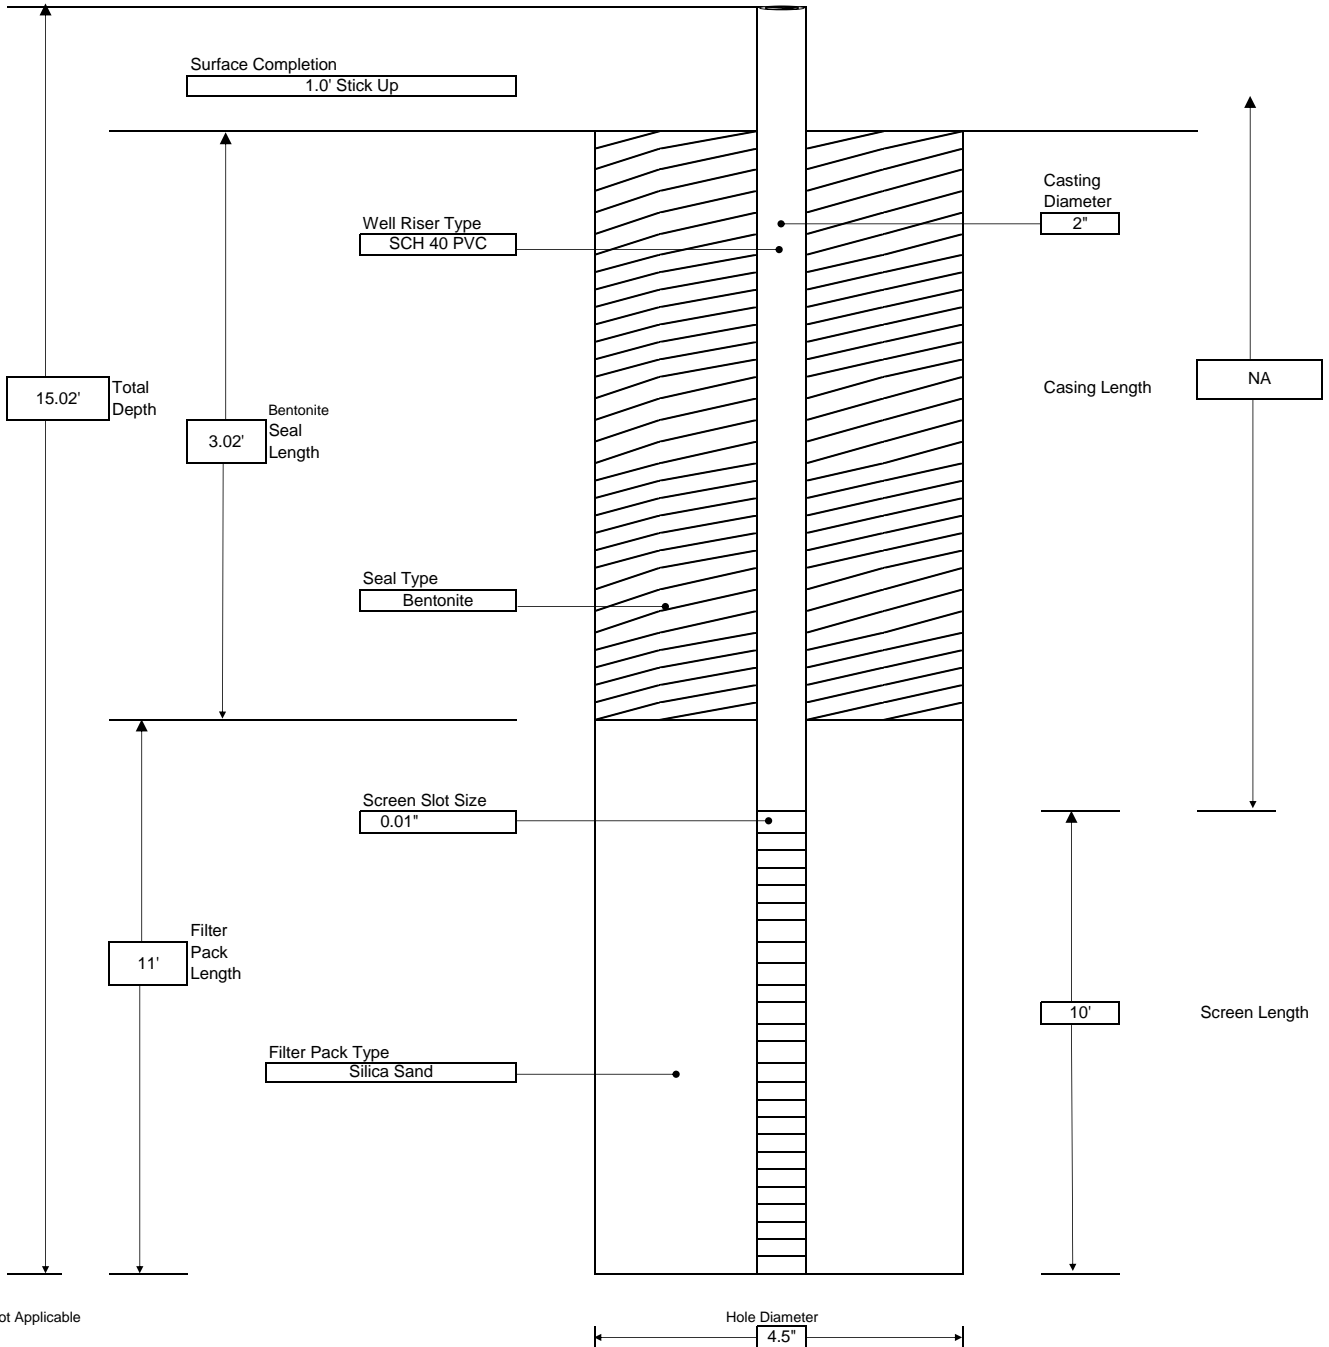 Surface Completion
1.0' Stick Up
Casting
Diameter
2"
Well Riser Type
SCH 40 PVC
15.02'
Total
Depth
3.02'
Bentonite
Seal
Length
Casing Length
NA
Seal Type
Bentonite
Screen Slot Size
0.01"
11'
Filter
Pack
Length
10'
Screen Length
Filter Pack Type
Silica Sand
ot Applicable
Hole Diameter
4.5"